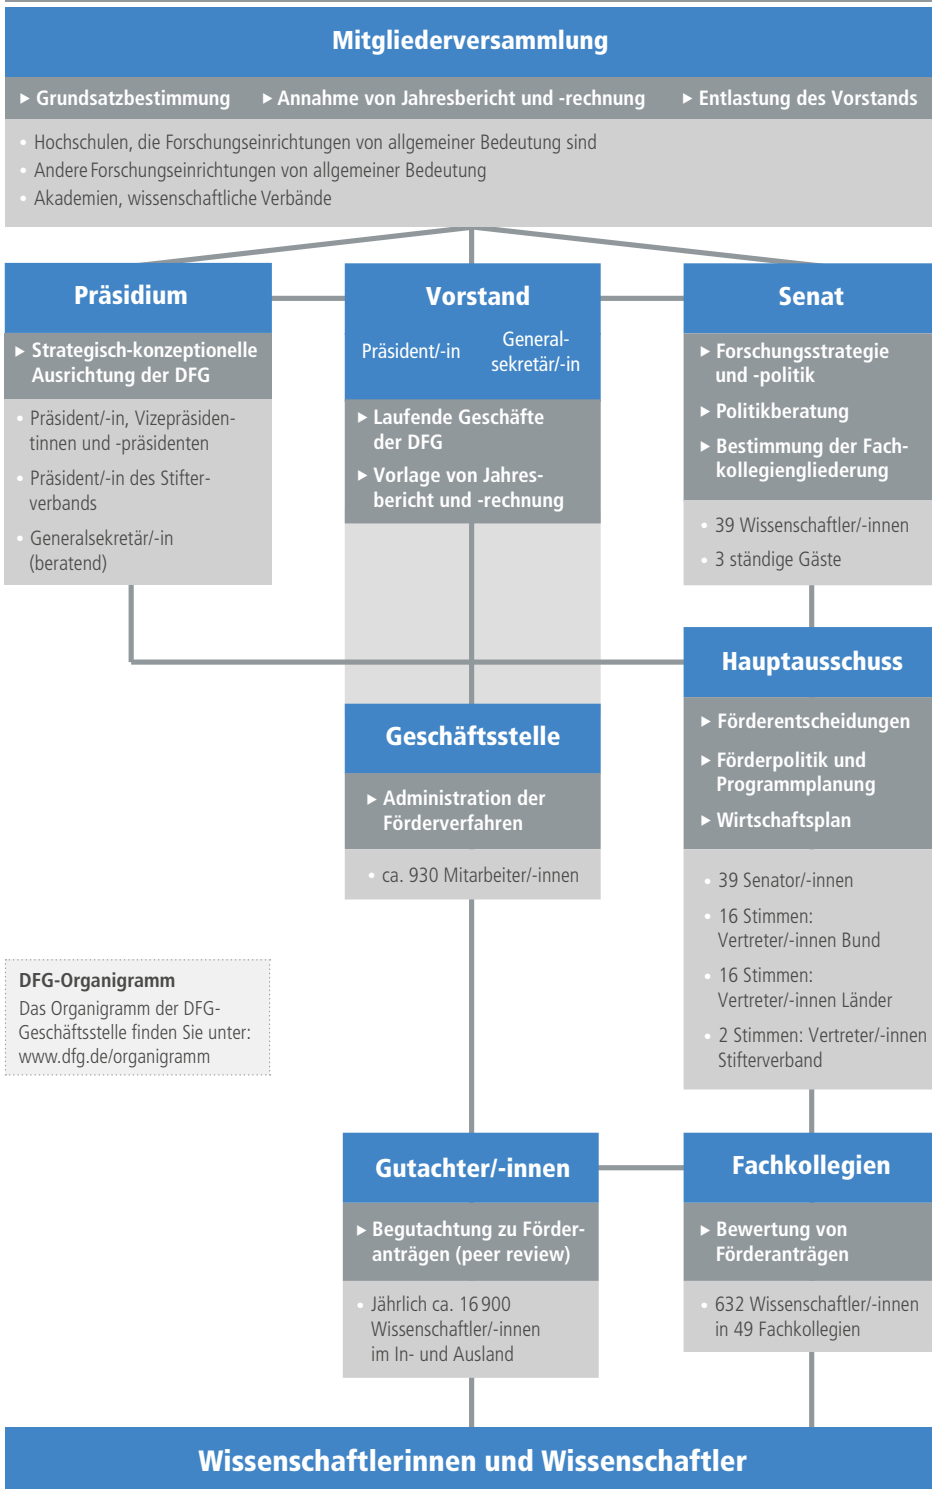 Mitgliederversammlung
▸ Grundsatzbestimmung ▸ Annahme von Jahresbericht und -rechnung ▸ Entlastung des Vorstands
• Hochschulen, die Forschungseinrichtungen von allgemeiner Bedeutung sind
• Andere Forschungseinrichtungen von allgemeiner Bedeutung
• Akademien, wissenschaftliche Verbände
Präsidium
▸ Strategisch-konzeptionelle
Ausrichtung der DFG
• Präsident/-in, Vizepräsiden-
tinnen und -präsidenten
• Präsident/-in des Stifter-
verbands
• Generalsekretär/-in
(beratend)
Vorstand
Präsident/-in
General-
sekretär/-in
▸ Laufende Geschäfte
der DFG
▸ Vorlage von Jahres-
bericht und -rechnung
Senat
▸ Forschungsstrategie
und -politik
▸ Politikberatung
▸ Bestimmung der Fach-
kollegiengliederung
• 39 Wissenschaftler/-innen
• 3 ständige Gäste
Hauptausschuss
▸ Förderentscheidungen
▸ Förderpolitik und
Programmplanung
▸ Wirtschaftsplan
• 39 Senator/-innen
• 16 Stimmen:
Vertreter/-innen Bund
• 16 Stimmen:
Vertreter/-innen Länder
• 2 Stimmen: Vertreter/-innen
Stifterverband
Geschäftsstelle
▸ Administration der
Förderverfahren
• ca. 930 Mitarbeiter/-innen
DFG-Organigramm
Das Organigramm der DFG-
Geschäftsstelle finden Sie unter:
www.dfg.de/organigramm
Gutachter/-innen
▸ Begutachtung zu Förder-
anträgen (peer review)
• Jährlich ca. 16 900
Wissenschaftler/-innen
im In- und Ausland
Fachkollegien
▸ Bewertung von
Förderanträgen
• 632 Wissenschaftler/-innen
in 49 Fachkollegien
Wissenschaftlerinnen und Wissenschaftler